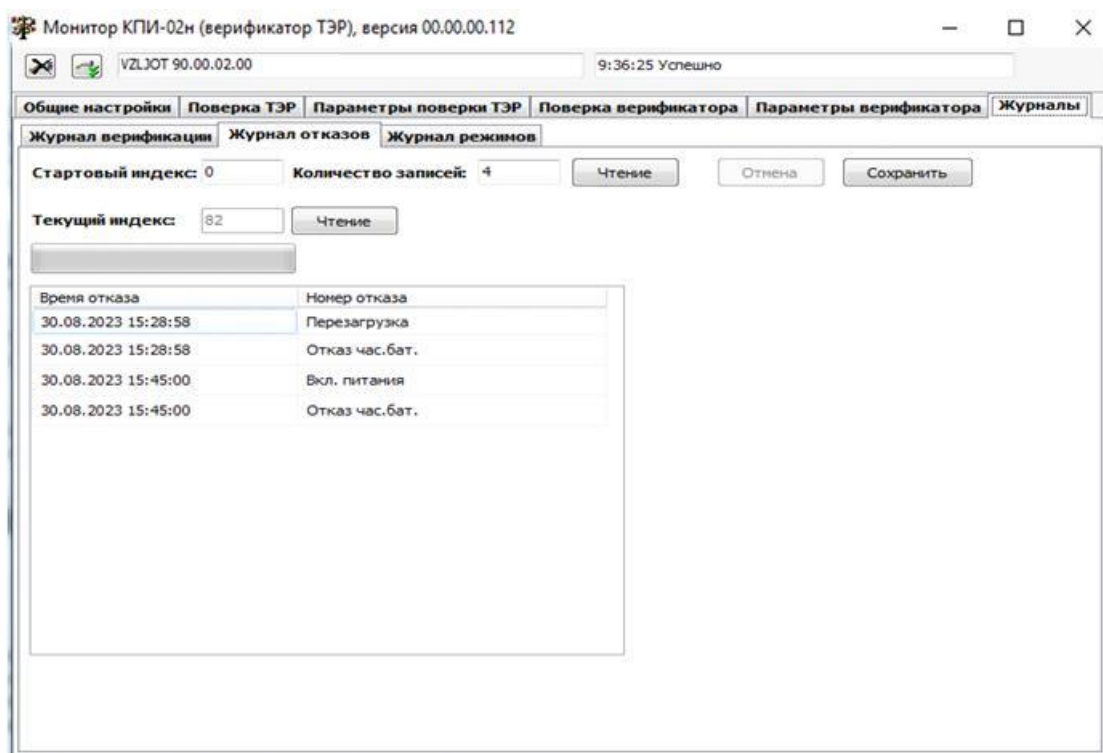 Монитор КПИ-02н (верификатор ТЭР), версия 00.00.00.112
VZLJOT 90.00.02.00 9:36:25 Успешно
Общие настройки Поверка ТЭР Параметры поверки ТЭР Поверка верификатора Параметры верификатора Журналы
Журнал верификации Журнал отказов Журнал режимов
Стартовый индекс: 0 Количество записей: 4 Чтение Отмена Сохранить
Текущий индекс: 82 Чтение
Время отказа Номер отказа
30.08.2023 15:28:58 Перезагрузка
30.08.2023 15:28:58 Отказ час.бат.
30.08.2023 15:45:00 Вкл. питания
30.08.2023 15:45:00 Отказ час.бат.